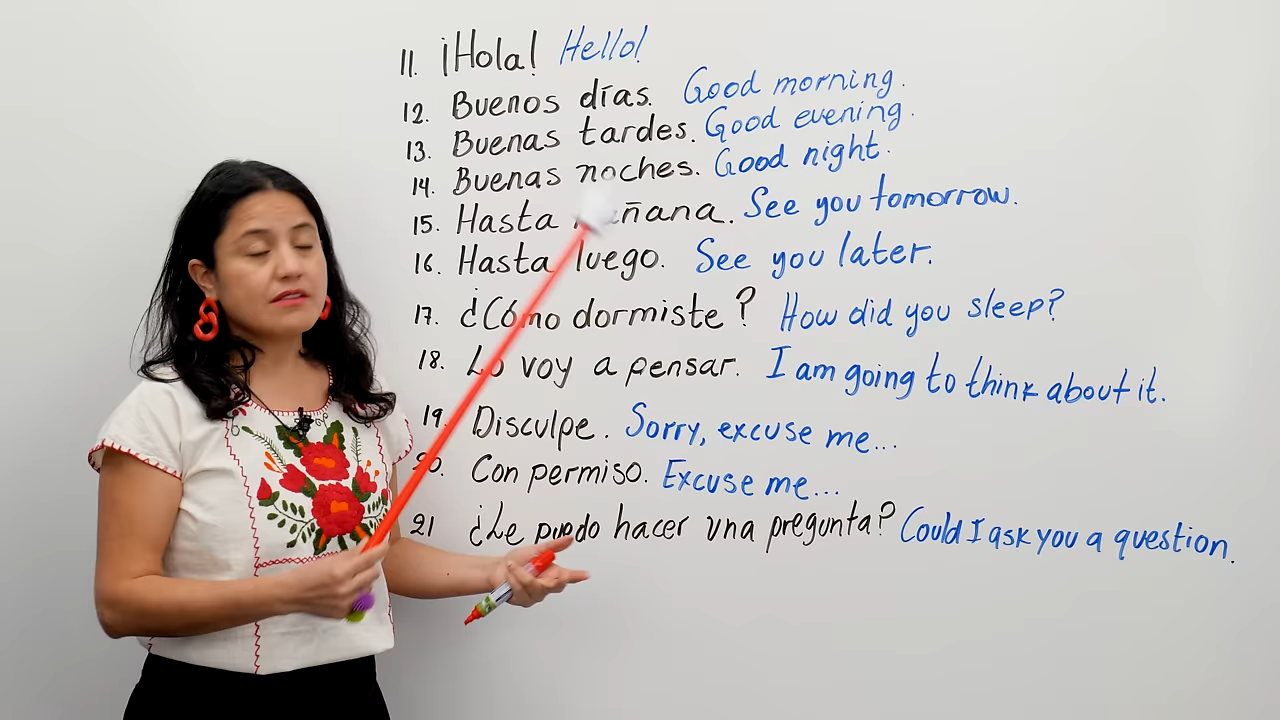 11. ¡Hola! Hello!
12. Buenos días. Good morning.
13. Buenas tardes. Good evening.
14. Buenas noches. Good night.
15. Hasta mañana. See you tomorrow.
16. Hasta luego. See you later.
17. ¿Cómo dormiste? How did you sleep?
18. Lo voy a pensar. I am going to think about it.
19. Disculpe. Sorry, excuse me...
20. Con permiso. Excuse me...
21 ¿Le puedo hacer una pregunta? Could I ask you a question.